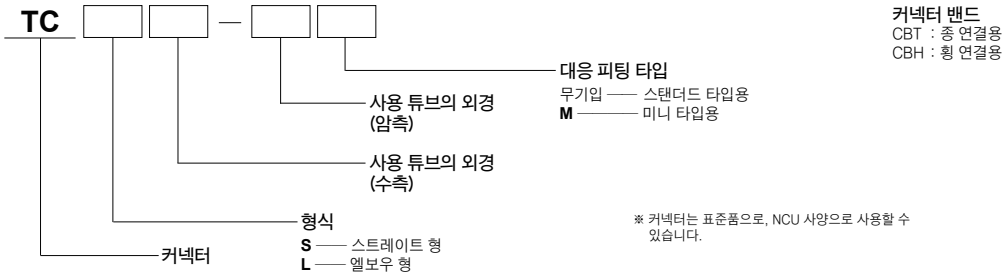 TC □ □ － □ □
커넥터 밴드
CBT : 종 연결용
CBH : 횡 연결용
대응 피팅 타입
무기입 ─── 스탠더드 타입용
M ───── 미니 타입용
사용 튜브의 외경
(암측)
사용 튜브의 외경
(수측)
형식
S ─── 스트레이트 형
L ─── 엘보우 형
커넥터
※ 커넥터는 표준품으로, NCU 사양으로 사용할 수
있습니다.